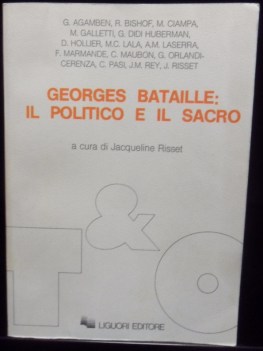 G. AGAMBEN, R. BISHOF, M. CIAMPA,
M. GALLETTI, G. DIDI HUBERMAN,
D. HOLLIER, M.C. LALA, A.M. LASERRA,
F. MARMANDE, C. MAUBON, G. ORLANDI-
CERENZA, C. PASI, J.M. REY, J. RISSET
GEORGES BATAILLE:
IL POLITICO E IL SACRO
a cura di Jacqueline Risset
T&O
LIGUORI EDITORE